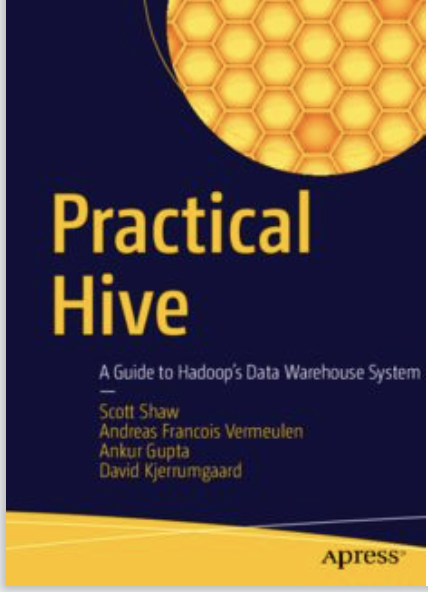 Practical
Hive
A Guide to Hadoop's Data Warehouse System
Scott Shaw
Andreas Francois Vermeulen
Ankur Gupta
David Kjerrumgaard
Apress®